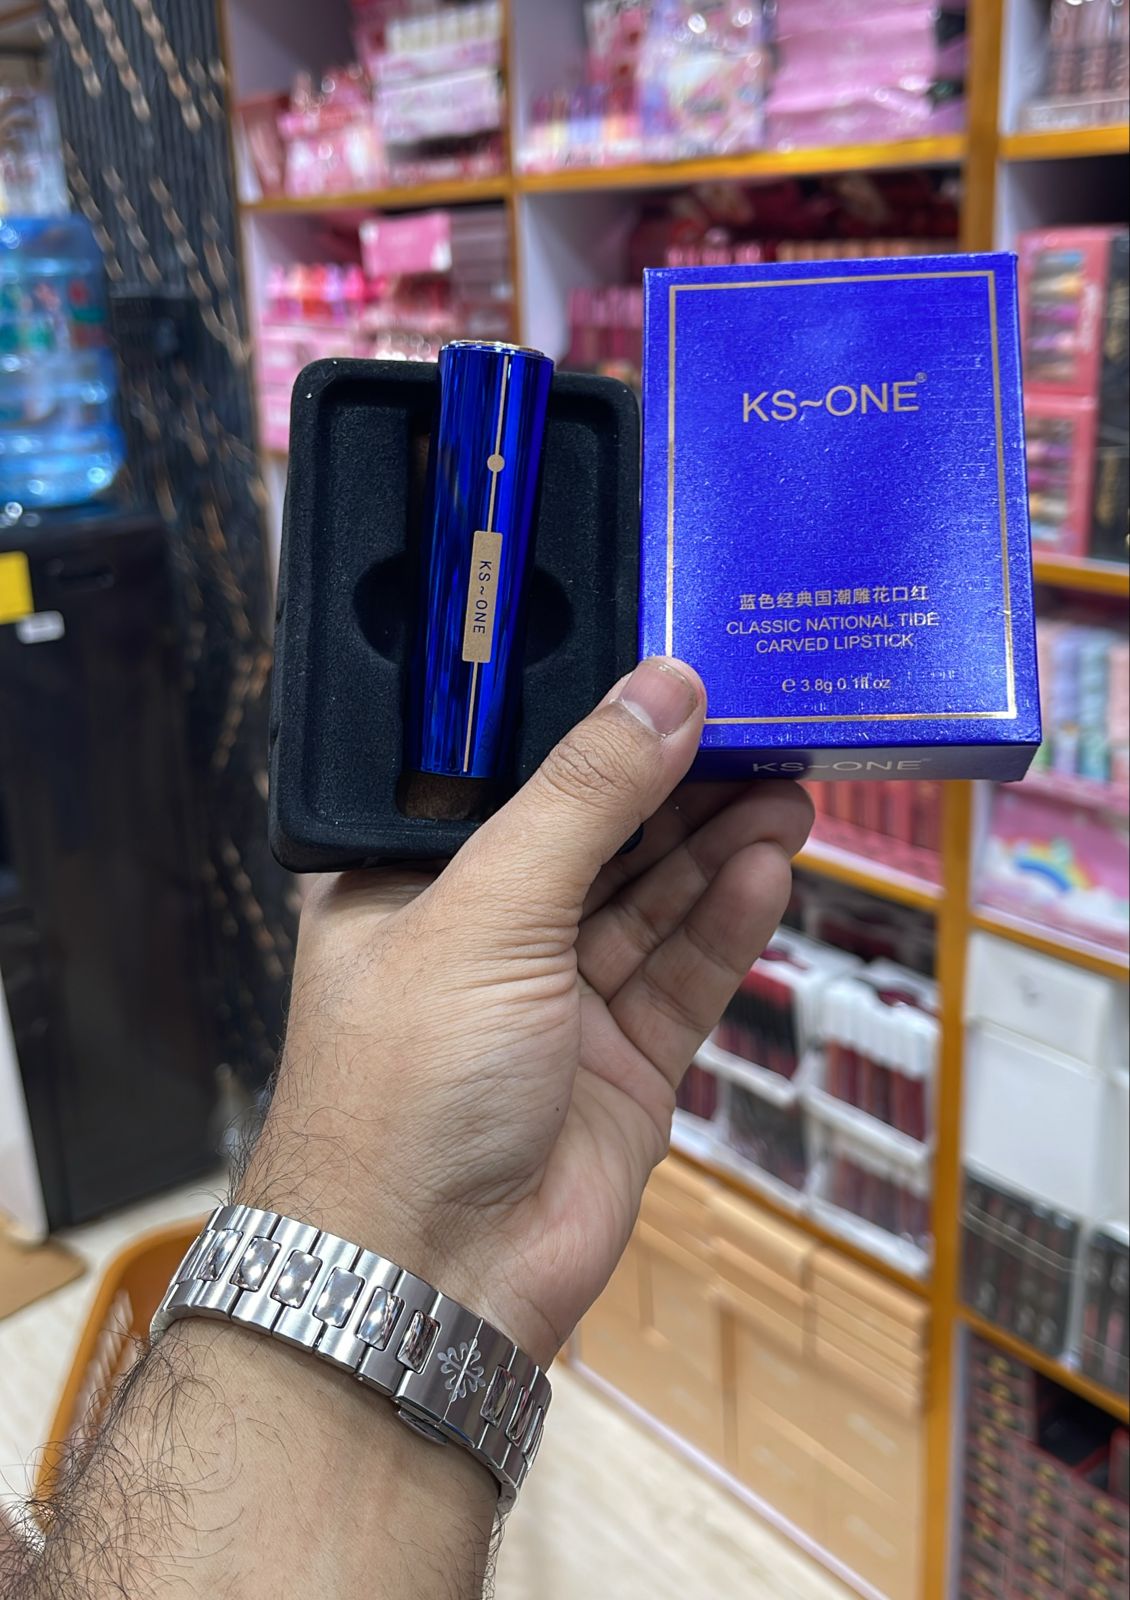 KS~ONE
KS~ONE®
蓝色经典国潮雕花口红
CLASSIC NATIONAL TIDE
CARVED LIPSTICK
℮ 3.8g 0.1fl.oz
KS~ONE